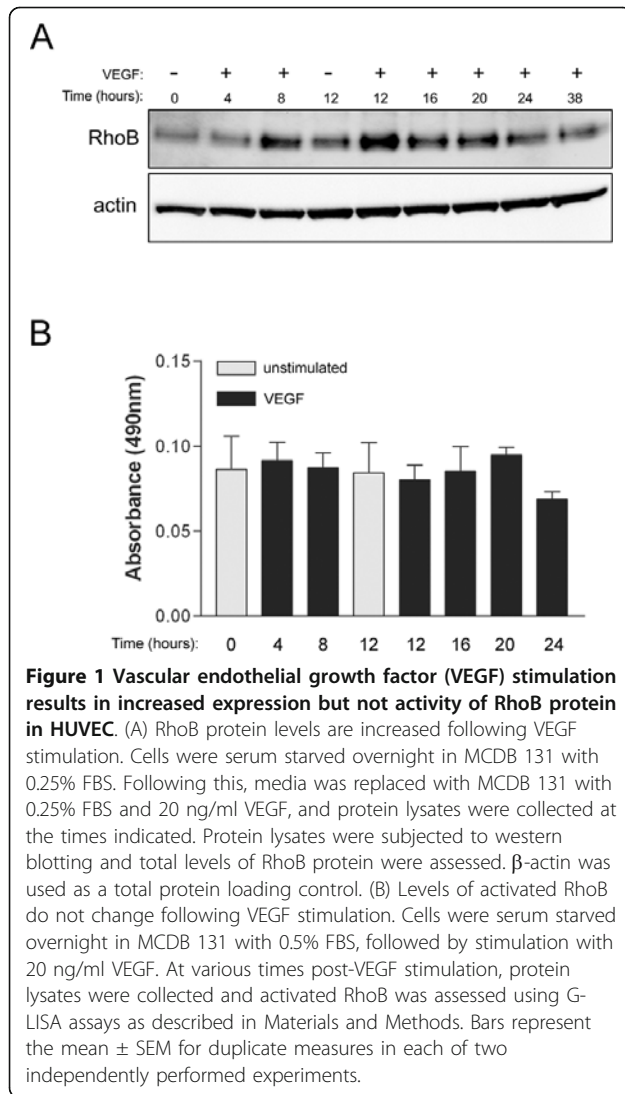 A
VEGF: - + + - + + + + +
Time (hours): 0 4 8 12 12 16 20 24 38
RhoB
actin
B
0.15
0.10
0.05
0.00
Absorbance (490nm)
unstimulated
VEGF
Time (hours): 0 4 8 12 12 16 20 24
Figure 1 Vascular endothelial growth factor (VEGF) stimulation
results in increased expression but not activity of RhoB protein
in HUVEC. (A) RhoB protein levels are increased following VEGF
stimulation. Cells were serum starved overnight in MCDB 131 with
0.25% FBS. Following this, media was replaced with MCDB 131 with
0.25% FBS and 20 ng/ml VEGF, and protein lysates were collected at
the times indicated. Protein lysates were subjected to western
blotting and total levels of RhoB protein were assessed. β-actin was
used as a total protein loading control. (B) Levels of activated RhoB
do not change following VEGF stimulation. Cells were serum starved
overnight in MCDB 131 with 0.5% FBS, followed by stimulation with
20 ng/ml VEGF. At various times post-VEGF stimulation, protein
lysates were collected and activated RhoB was assessed using G-
LISA assays as described in Materials and Methods. Bars represent
the mean ± SEM for duplicate measures in each of two
independently performed experiments.